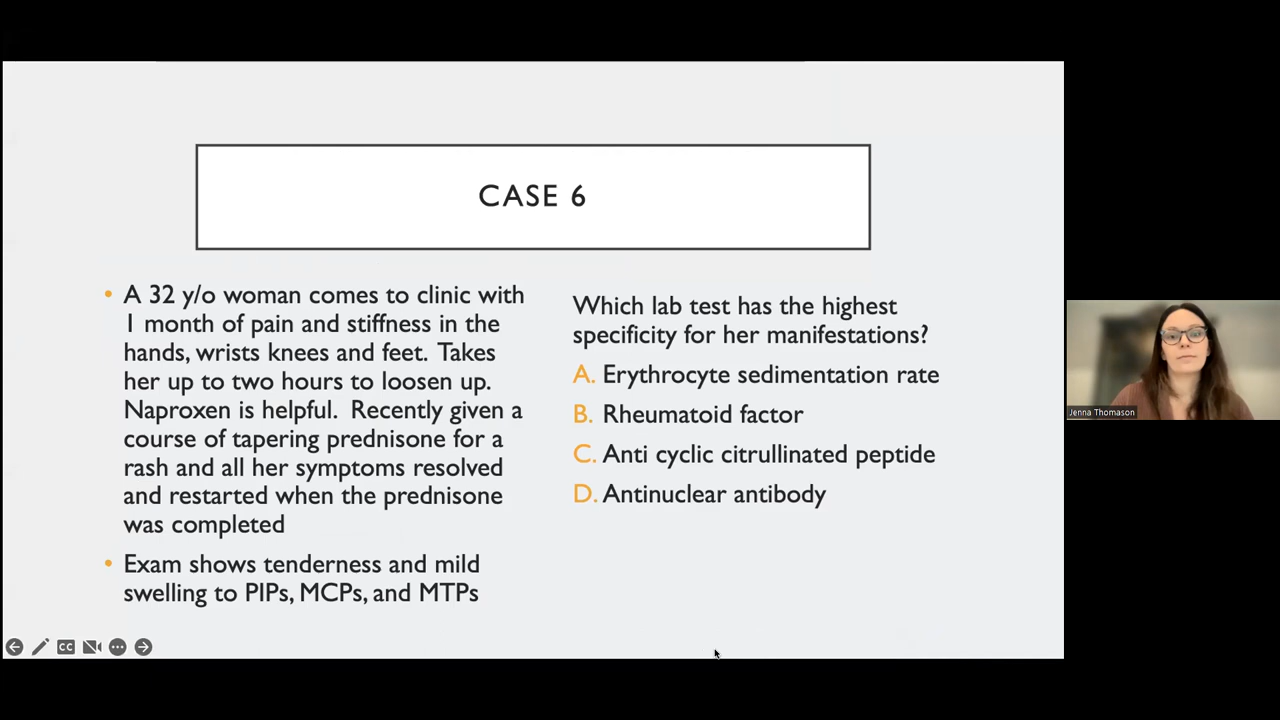 CASE 6
• A 32 y/o woman comes to clinic with
1 month of pain and stiffness in the
hands, wrists knees and feet.  Takes
her up to two hours to loosen up.
Naproxen is helpful.  Recently given a
course of tapering prednisone for a
rash and all her symptoms resolved
and restarted when the prednisone
was completed
• Exam shows tenderness and mild
swelling to PIPs, MCPs, and MTPs
Which lab test has the highest
specificity for her manifestations?
A. Erythrocyte sedimentation rate
B. Rheumatoid factor
C. Anti cyclic citrullinated peptide
D. Antinuclear antibody
CC
Jenna Thomason